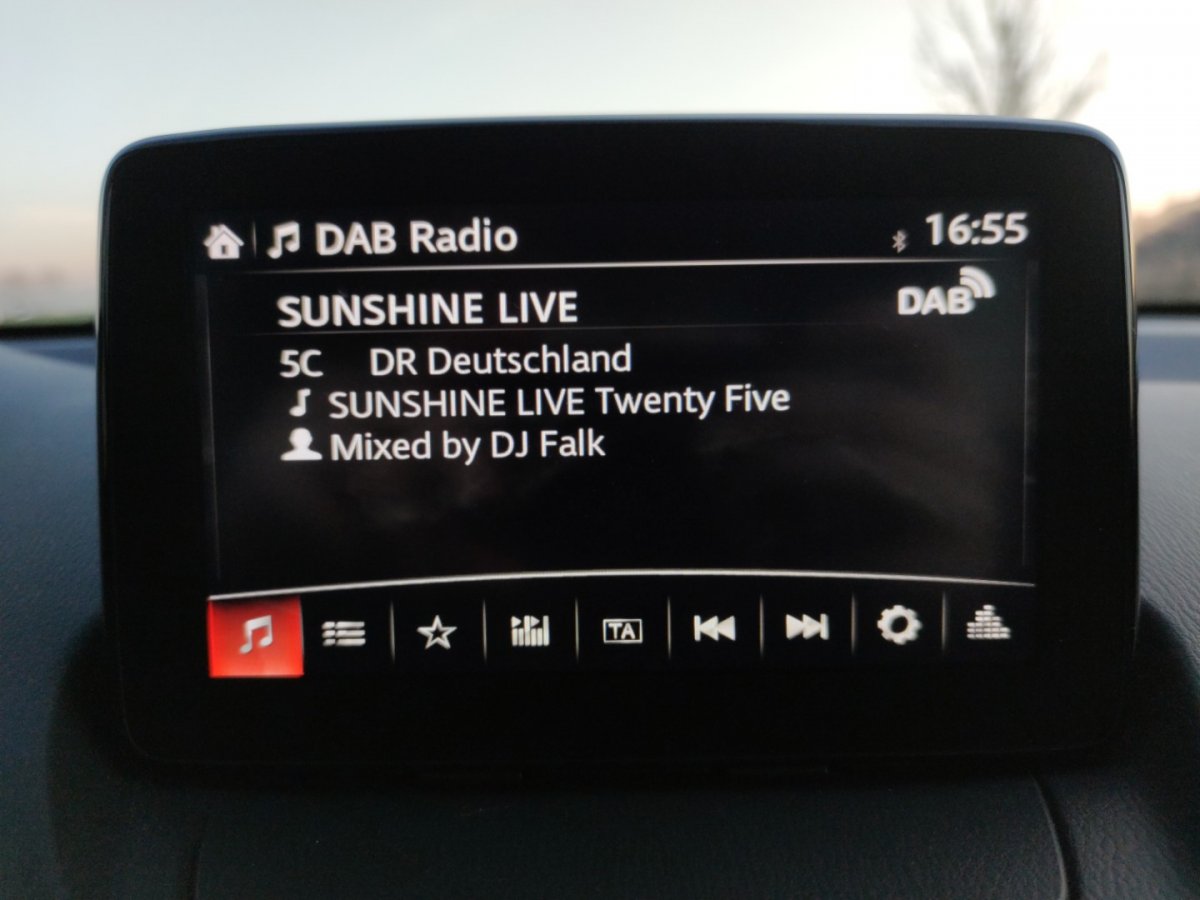 DAB Radio 16:55
SUNSHINE LIVE DAB
5C DR Deutschland
SUNSHINE LIVE Twenty Five
Mixed by DJ Falk
TA